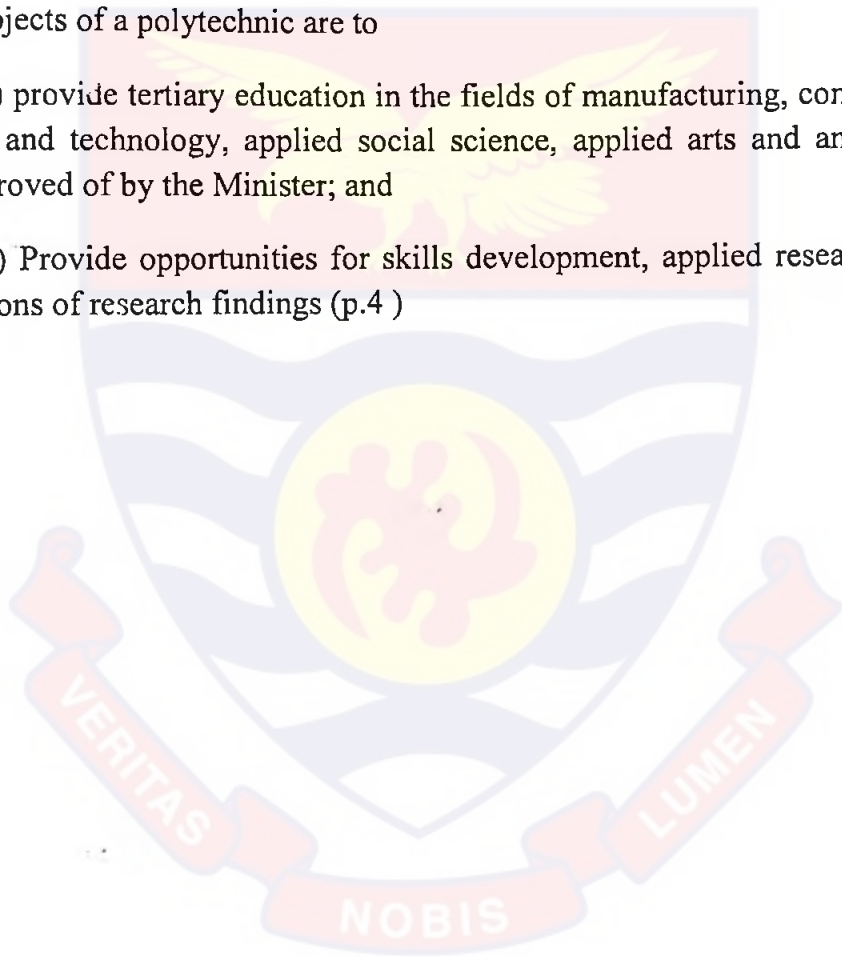 jects of a polytechnic are to
) provide tertiary education in the fields of manufacturing, con
and technology, applied social science, applied arts and an
roved of by the Minister; and
) Provide opportunities for skills development, applied resea
ons of research findings (p.4 )
VERITAS
NOBIS
LUMEN